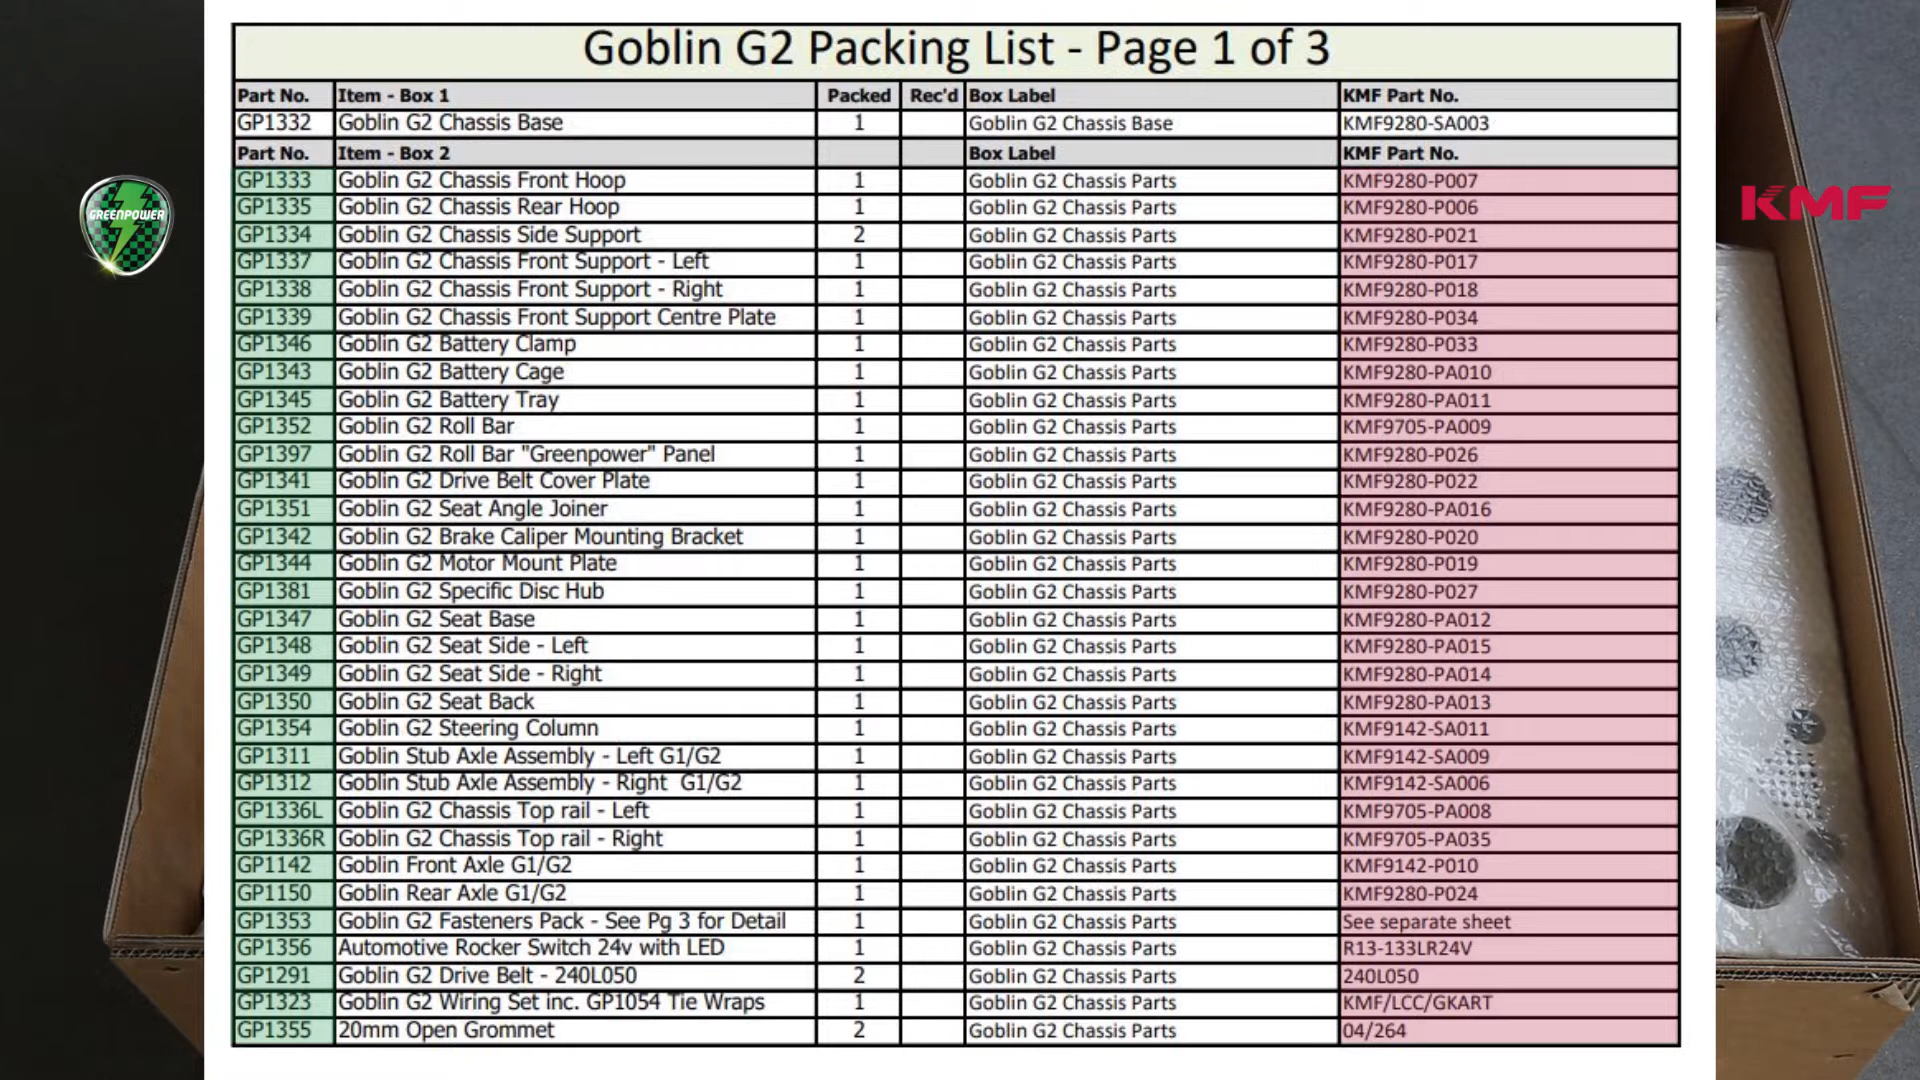 Goblin G2 Packing List - Page 1 of 3
Part No. Item - Box 1 Packed Rec'd Box Label KMF Part No.
GP1332 Goblin G2 Chassis Base 1 Goblin G2 Chassis Base KMF9280-SA003
Part No. Item - Box 2 Box Label KMF Part No.
GP1333 Goblin G2 Chassis Front Hoop 1 Goblin G2 Chassis Parts KMF9280-P007
GP1335 Goblin G2 Chassis Rear Hoop 1 Goblin G2 Chassis Parts KMF9280-P006
GREENPOWER
KMF
GP1334 Goblin G2 Chassis Side Support 2 Goblin G2 Chassis Parts KMF9280-P021
GP1337 Goblin G2 Chassis Front Support - Left 1 Goblin G2 Chassis Parts KMF9280-P017
GP1338 Goblin G2 Chassis Front Support - Right 1 Goblin G2 Chassis Parts KMF9280-P018
GP1339 Goblin G2 Chassis Front Support Centre Plate 1 Goblin G2 Chassis Parts KMF9280-P034
GP1346 Goblin G2 Battery Clamp 1 Goblin G2 Chassis Parts KMF9280-P033
GP1343 Goblin G2 Battery Cage 1 Goblin G2 Chassis Parts KMF9280-PA010
GP1345 Goblin G2 Battery Tray 1 Goblin G2 Chassis Parts KMF9280-PA011
GP1352 Goblin G2 Roll Bar 1 Goblin G2 Chassis Parts KMF9705-PA009
GP1397 Goblin G2 Roll Bar "Greenpower" Panel 1 Goblin G2 Chassis Parts KMF9280-P026
GP1341 Goblin G2 Drive Belt Cover Plate 1 Goblin G2 Chassis Parts KMF9280-P022
GP1351 Goblin G2 Seat Angle Joiner 1 Goblin G2 Chassis Parts KMF9280-PA016
GP1342 Goblin G2 Brake Caliper Mounting Bracket 1 Goblin G2 Chassis Parts KMF9280-P020
GP1344 Goblin G2 Motor Mount Plate 1 Goblin G2 Chassis Parts KMF9280-P019
GP1381 Goblin G2 Specific Disc Hub 1 Goblin G2 Chassis Parts KMF9280-P027
GP1347 Goblin G2 Seat Base 1 Goblin G2 Chassis Parts KMF9280-PA012
GP1348 Goblin G2 Seat Side - Left 1 Goblin G2 Chassis Parts KMF9280-PA015
GP1349 Goblin G2 Seat Side - Right 1 Goblin G2 Chassis Parts KMF9280-PA014
GP1350 Goblin G2 Seat Back 1 Goblin G2 Chassis Parts KMF9280-PA013
GP1354 Goblin G2 Steering Column 1 Goblin G2 Chassis Parts KMF9142-SA011
GP1311 Goblin Stub Axle Assembly - Left G1/G2 1 Goblin G2 Chassis Parts KMF9142-SA009
GP1312 Goblin Stub Axle Assembly - Right G1/G2 1 Goblin G2 Chassis Parts KMF9142-SA006
GP1336L Goblin G2 Chassis Top rail - Left 1 Goblin G2 Chassis Parts KMF9705-PA008
GP1336R Goblin G2 Chassis Top rail - Right 1 Goblin G2 Chassis Parts KMF9705-PA035
GP1142 Goblin Front Axle G1/G2 1 Goblin G2 Chassis Parts KMF9142-P010
GP1150 Goblin Rear Axle G1/G2 1 Goblin G2 Chassis Parts KMF9280-P024
GP1353 Goblin G2 Fasteners Pack - See Pg 3 for Detail 1 Goblin G2 Chassis Parts See separate sheet
GP1356 Automotive Rocker Switch 24v with LED 1 Goblin G2 Chassis Parts R13-133LR24V
GP1291 Goblin G2 Drive Belt - 240L050 2 Goblin G2 Chassis Parts 240L050
GP1323 Goblin G2 Wiring Set inc. GP1054 Tie Wraps 1 Goblin G2 Chassis Parts KMF/LCC/GKART
GP1355 20mm Open Grommet 2 Goblin G2 Chassis Parts 04/264